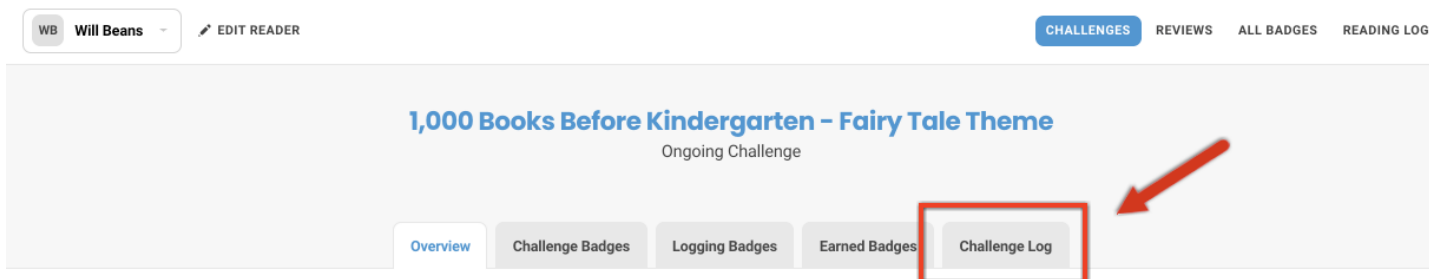 WB Will Beans EDIT READER CHALLENGES REVIEWS ALL BADGES READING LOG
1,000 Books Before Kindergarten - Fairy Tale Theme
Ongoing Challenge
Overview Challenge Badges Logging Badges Earned Badges Challenge Log